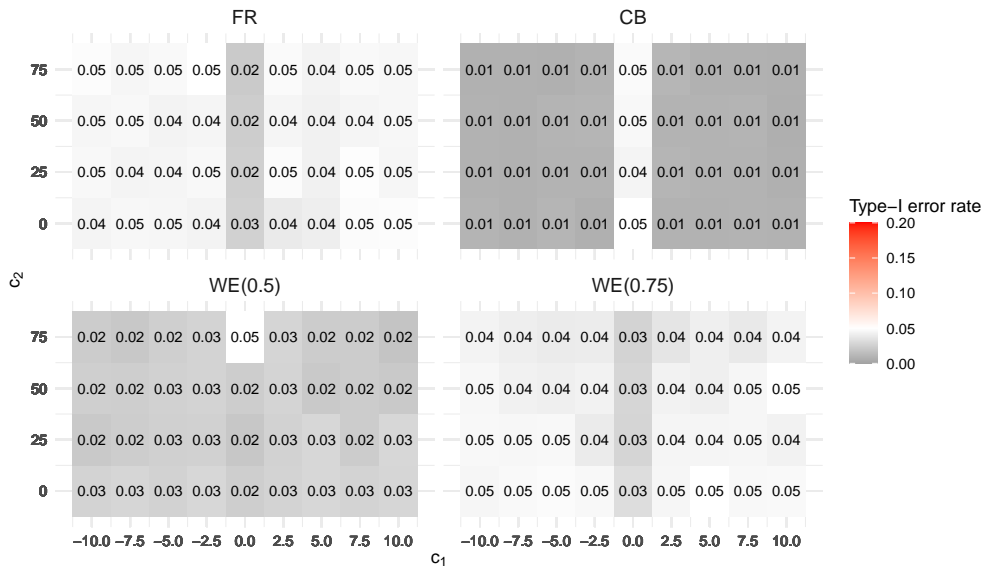 FR CB
75 0.05 0.05 0.05 0.05 0.02 0.05 0.04 0.05 0.05 0.01 0.01 0.01 0.01 0.05 0.01 0.01 0.01 0.01
50 0.05 0.05 0.04 0.04 0.02 0.04 0.04 0.04 0.05 0.01 0.01 0.01 0.01 0.05 0.01 0.01 0.01 0.01
25 0.05 0.04 0.04 0.05 0.02 0.05 0.04 0.05 0.05 0.01 0.01 0.01 0.01 0.04 0.01 0.01 0.01 0.01
0 0.04 0.05 0.05 0.05 0.03 0.04 0.04 0.05 0.05 0.01 0.01 0.01 0.01 0.05 0.01 0.01 0.01 0.01
c2
WE(0.5) WE(0.75)
75 0.02 0.02 0.02 0.03 0.05 0.03 0.02 0.02 0.02 0.04 0.04 0.04 0.04 0.03 0.04 0.04 0.04 0.04
50 0.02 0.02 0.03 0.03 0.02 0.03 0.02 0.02 0.02 0.05 0.04 0.04 0.04 0.03 0.04 0.04 0.05 0.05
25 0.02 0.02 0.03 0.03 0.02 0.03 0.03 0.02 0.03 0.05 0.05 0.05 0.04 0.03 0.04 0.04 0.05 0.04
0 0.03 0.03 0.03 0.03 0.02 0.03 0.03 0.03 0.03 0.05 0.05 0.05 0.05 0.03 0.05 0.05 0.05 0.05
−10.0 −7.5 −5.0 −2.5 0.0 2.5 5.0 7.5 10.0 −10.0 −7.5 −5.0 −2.5 0.0 2.5 5.0 7.5 10.0
c1
Type−I error rate
0.20
0.15
0.10
0.05
0.00